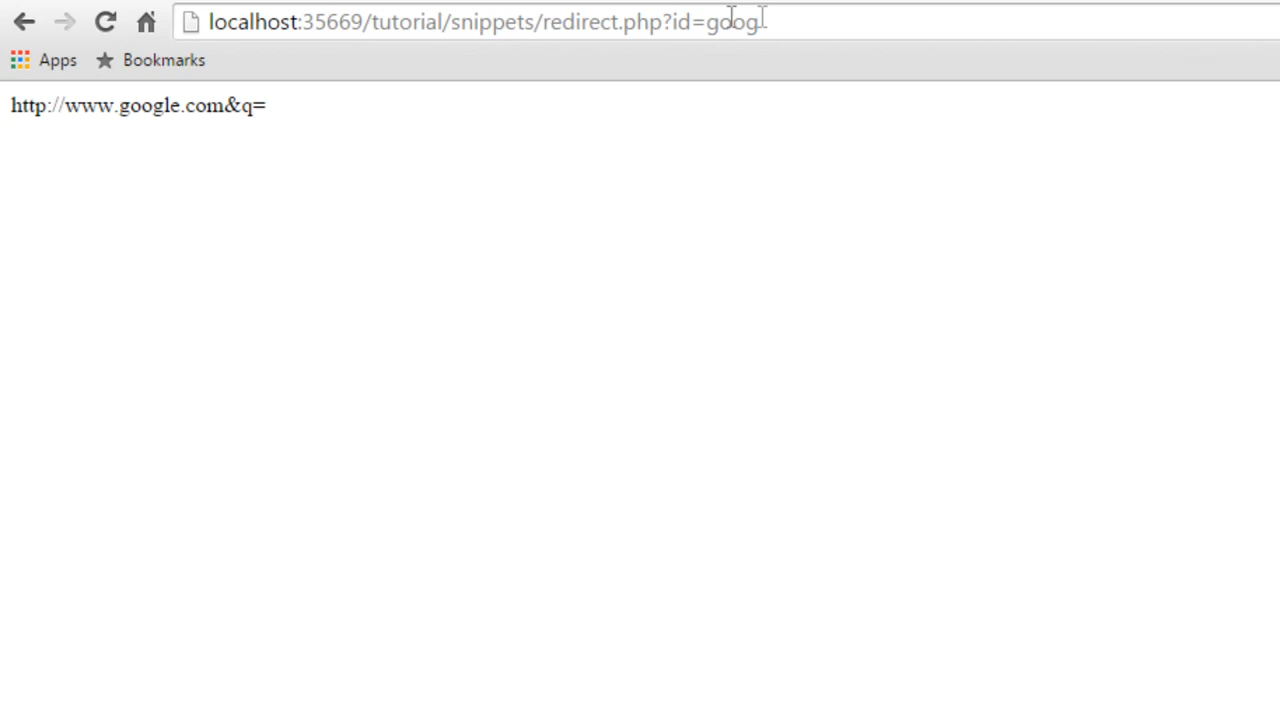 localhost:35669/tutorial/snippets/redirect.php?id=goog
Apps Bookmarks
http://www.google.com&q=